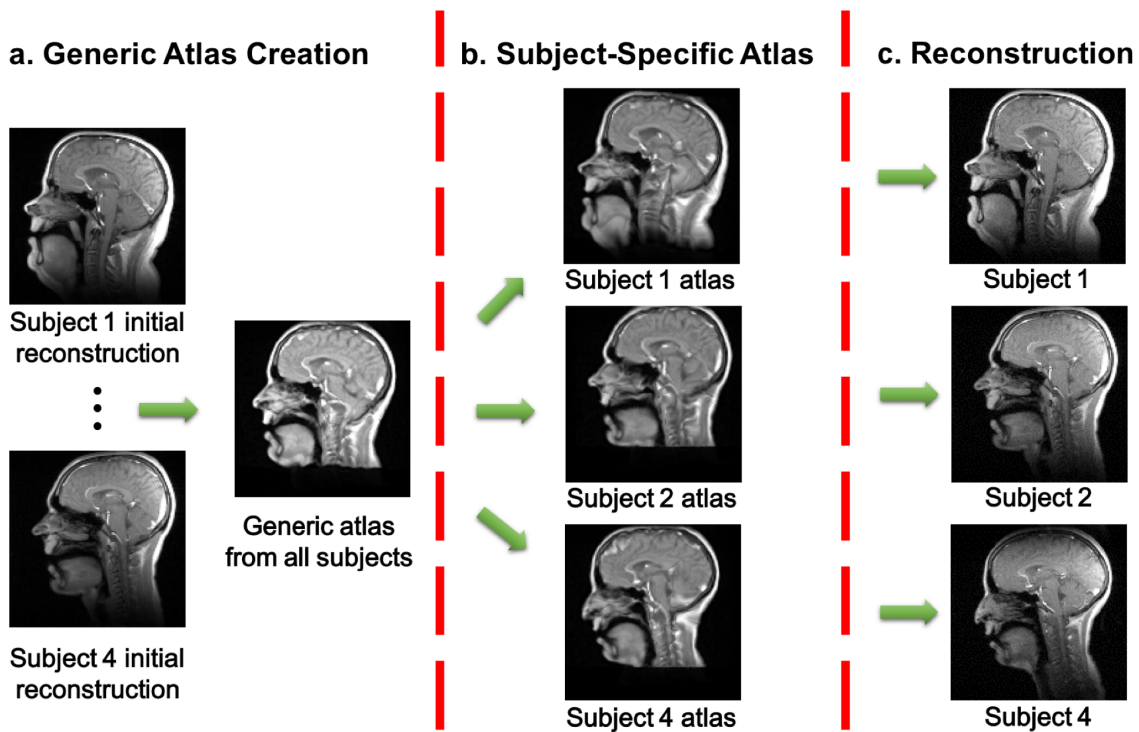 a. Generic Atlas Creation
Subject 1 initial
reconstruction
Subject 4 initial
reconstruction
Generic atlas
from all subjects
b. Subject-Specific Atlas
Subject 1 atlas
Subject 2 atlas
Subject 4 atlas
c. Reconstruction
Subject 1
Subject 2
Subject 4